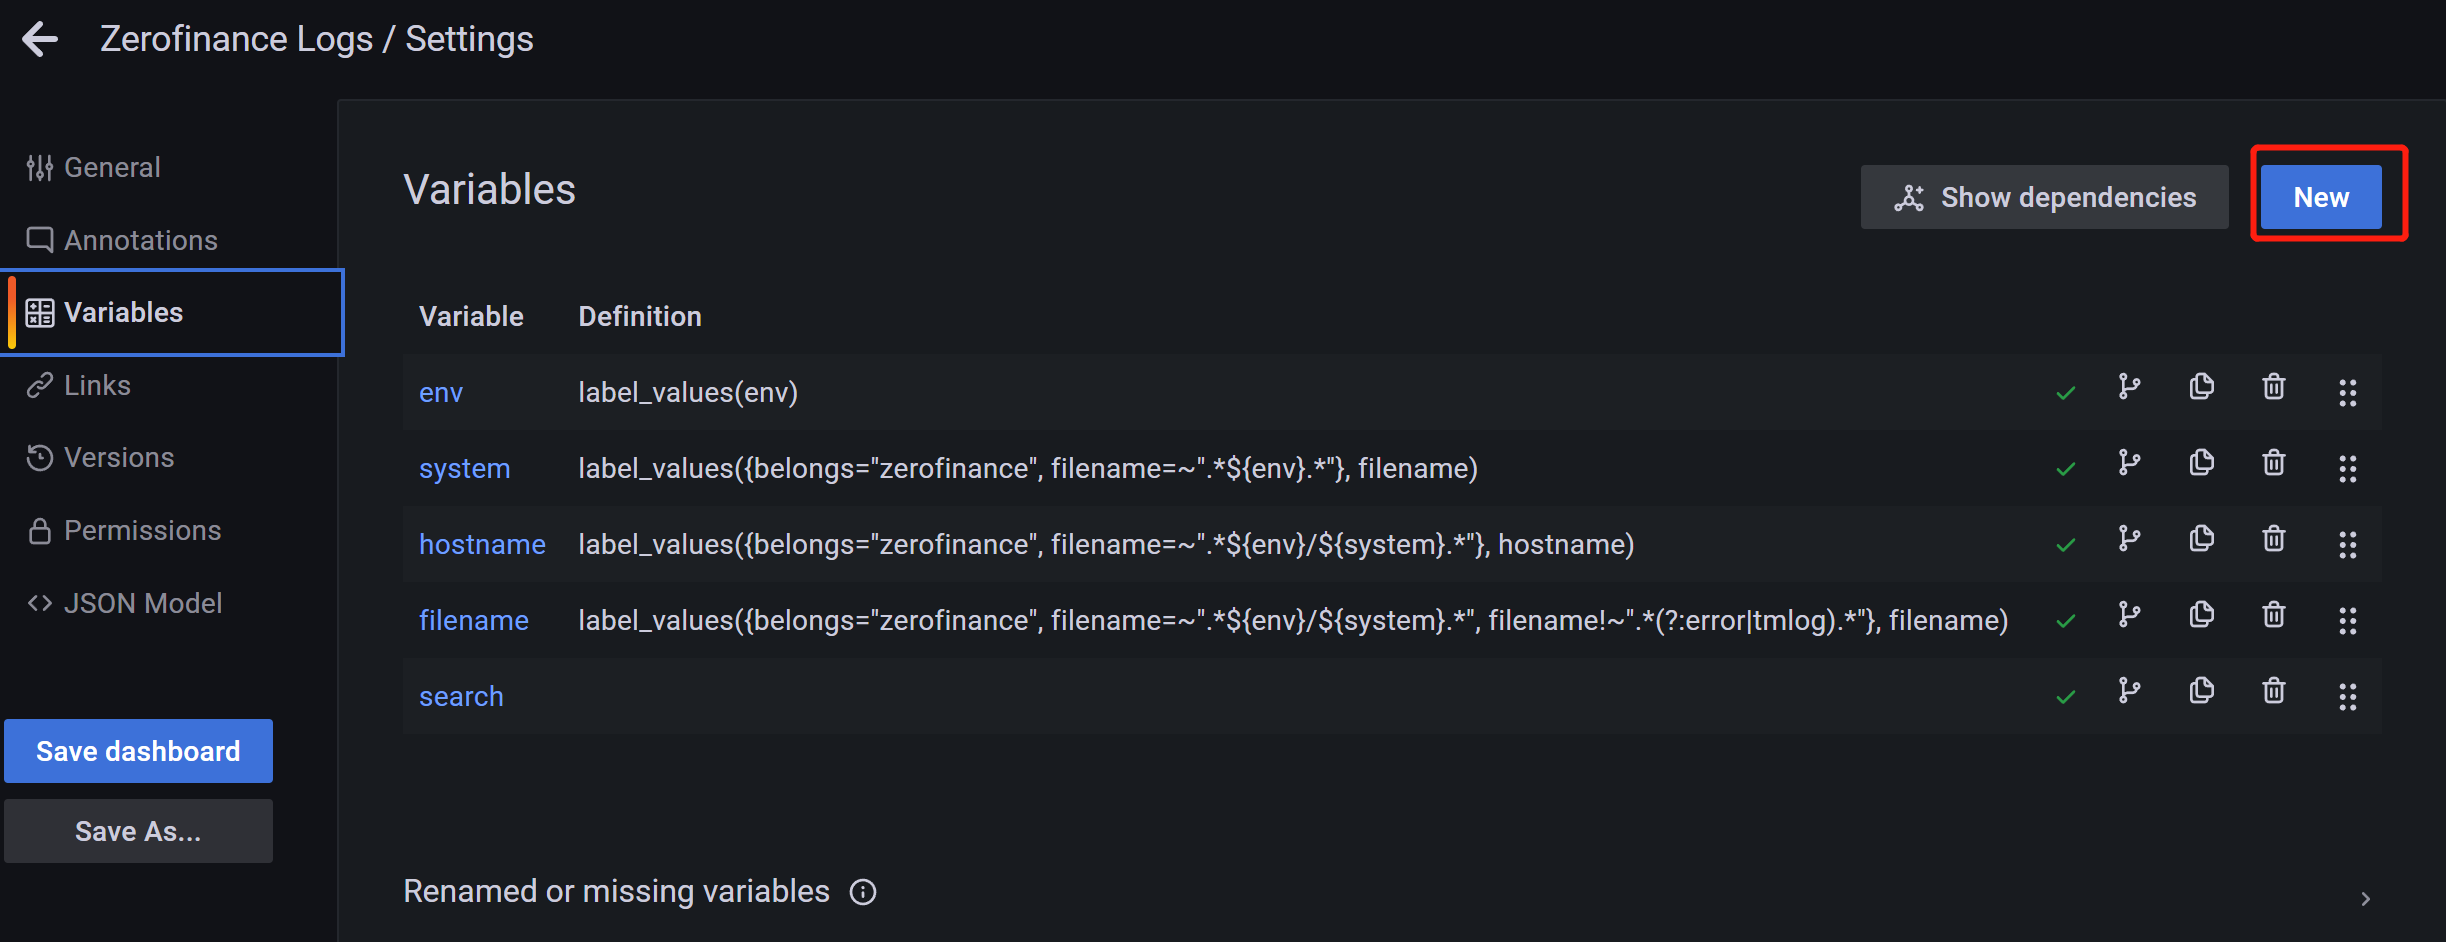 Zerofinance Logs / Settings
General
Annotations
Variables
Links
Versions
Permissions
JSON Model
Save dashboard
Save As...
Variables
Show dependencies
New
Variable Definition
env label_values(env)
system label_values({belongs="zerofinance", filename=~".*${env}.*"}, filename)
hostname label_values({belongs="zerofinance", filename=~".*${env}/${system}.*"}, hostname)
filename label_values({belongs="zerofinance", filename=~".*${env}/${system}.*", filename!~".*(?:error|tmlog).*"}, filename)
search
Renamed or missing variables